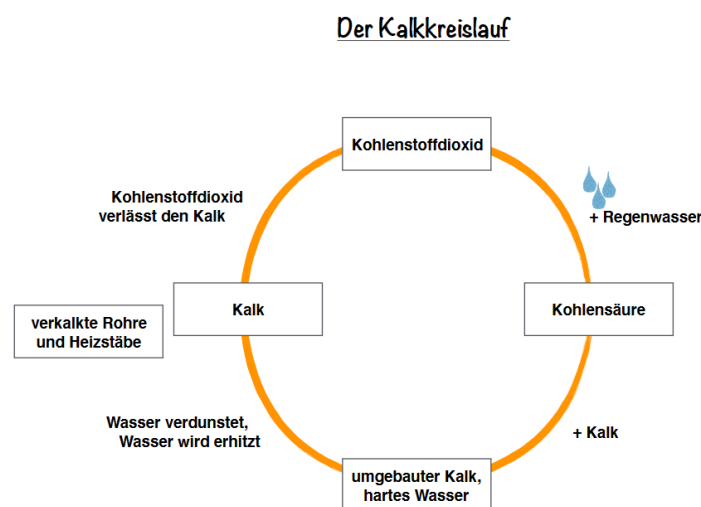 Der Kalkkreislauf
Kohlenstoffdioxid
Kohlenstoffdioxid
verlässt den Kalk
+ Regenwasser
Kalk
Kohlensäure
verkalkte Rohre
und Heizstäbe
Wasser verdunstet,
Wasser wird erhitzt
+ Kalk
umgebauter Kalk,
hartes Wasser